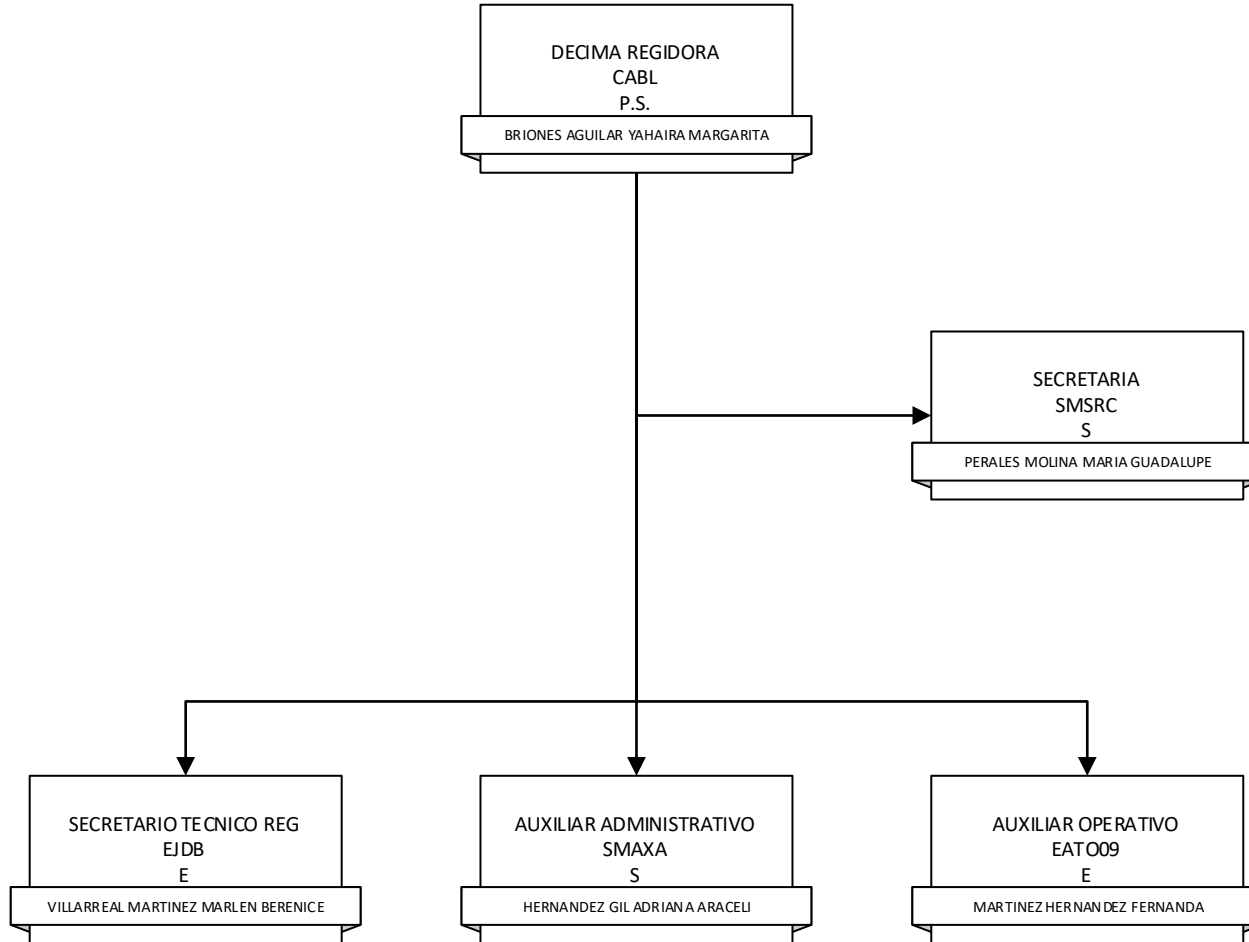 DECIMA REGIDORA
CABL
P.S.
BRIONES AGUILAR YAHAIRA MARGARITA
SECRETARIA
SMSRC
S
PERALES MOLINA MARIA GUADALUPE
SECRETARIO TECNICO REG
EJDB
E
VILLARREAL MARTINEZ MARLEN BERENICE
AUXILIAR ADMINISTRATIVO
SMAXA
S
HERNANDEZ GIL ADRIANA ARACELI
AUXILIAR OPERATIVO
EATO09
E
MARTINEZ HERNANDEZ FERNANDA